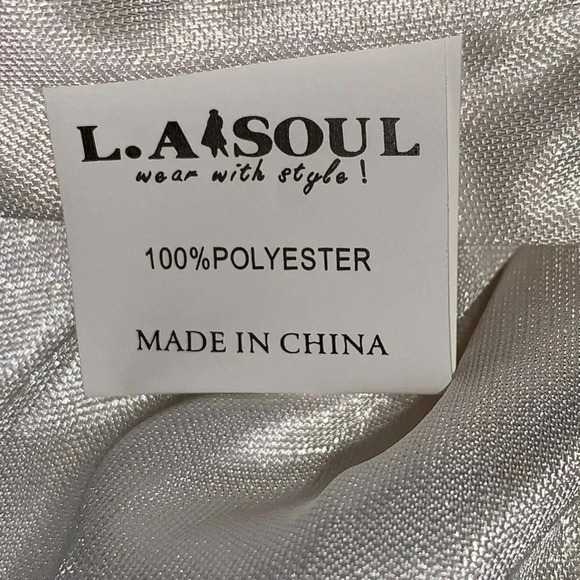 L.A SOUL
wear with style!
100%POLYESTER
MADE IN CHINA